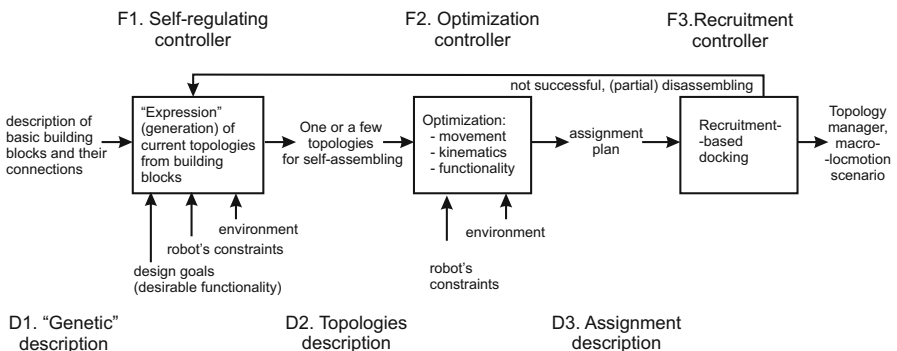 F1. Self-regulating
controller
F2. Optimization
controller
F3.Recruitment
controller
not successful, (partial) disassembling
description of
basic building
blocks and their
connections
“Expression”
(generation) of
current topologies
from building
blocks
One or a few
topologies
for self-assembling
Optimization:
- movement
- kinematics
- functionality
assignment
plan
Recruitment-
-based
docking
Topology
manager,
macro-
-locmotion
scenario
environment
robot’s constraints
design goals
(desirable functionality)
environment
robot’s
constraints
D1. “Genetic”
description
D2. Topologies
description
D3. Assignment
description